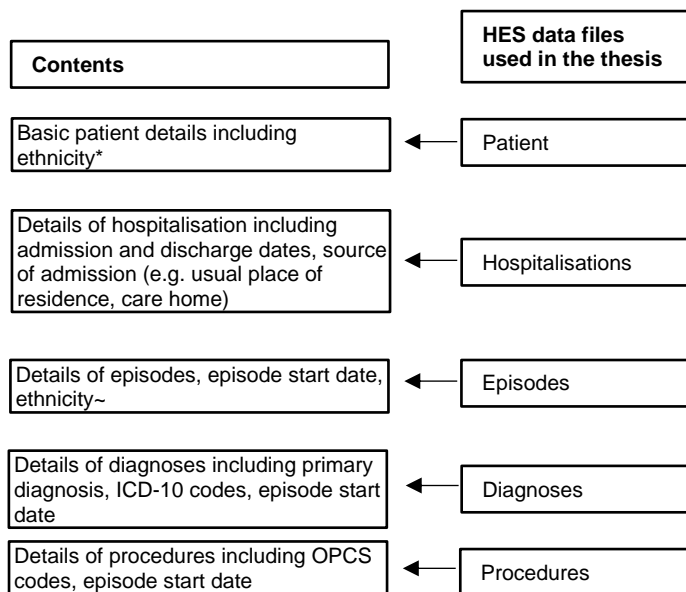 Contents
HES data files
used in the thesis
Basic patient details including
ethnicity*
Patient
Details of hospitalisation including
admission and discharge dates, source
of admission (e.g. usual place of
residence, care home)
Hospitalisations
Details of episodes, episode start date,
ethnicity~
Episodes
Details of diagnoses including primary
diagnosis, ICD-10 codes, episode start
date
Diagnoses
Details of procedures including OPCS
codes, episode start date
Procedures